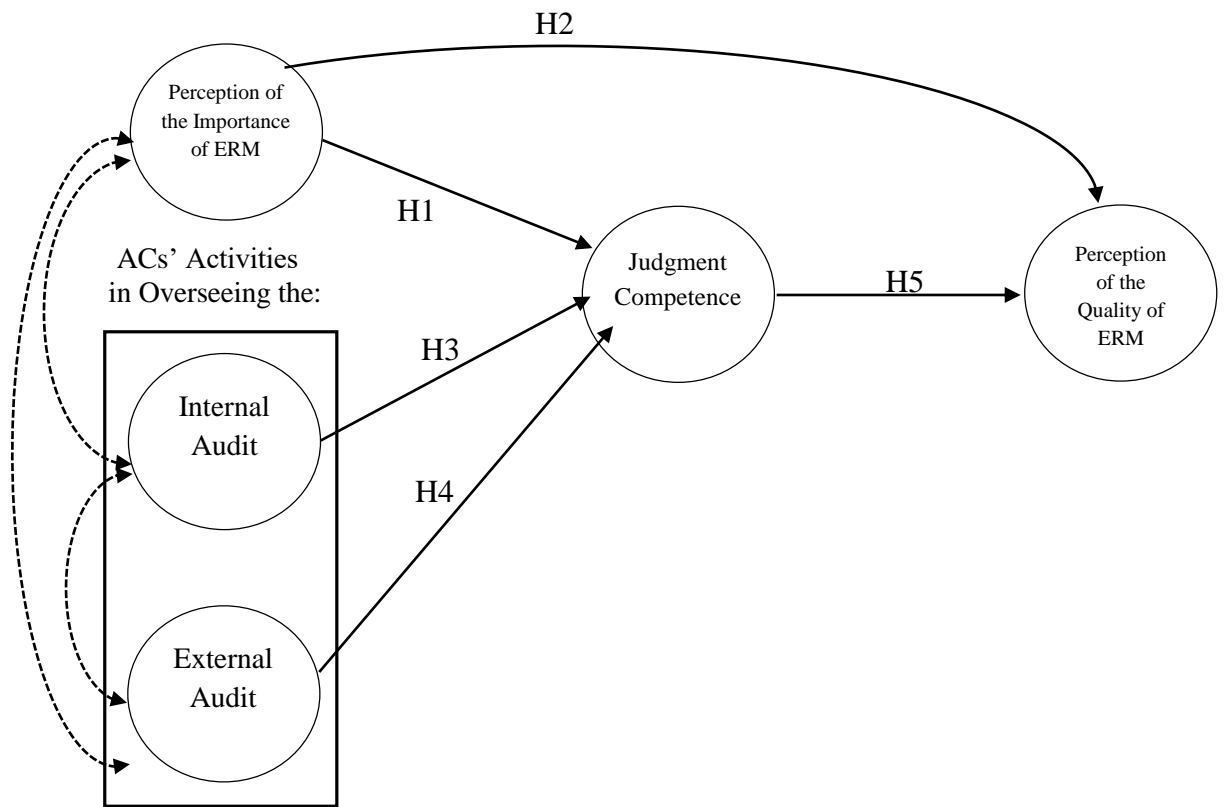 H2
Perception of
the Importance
of ERM
H1
ACs’ Activities
in Overseeing the:
Judgment
Competence
H5
Perception
of the
Quality of
ERM
H3
Internal
Audit
H4
External
Audit